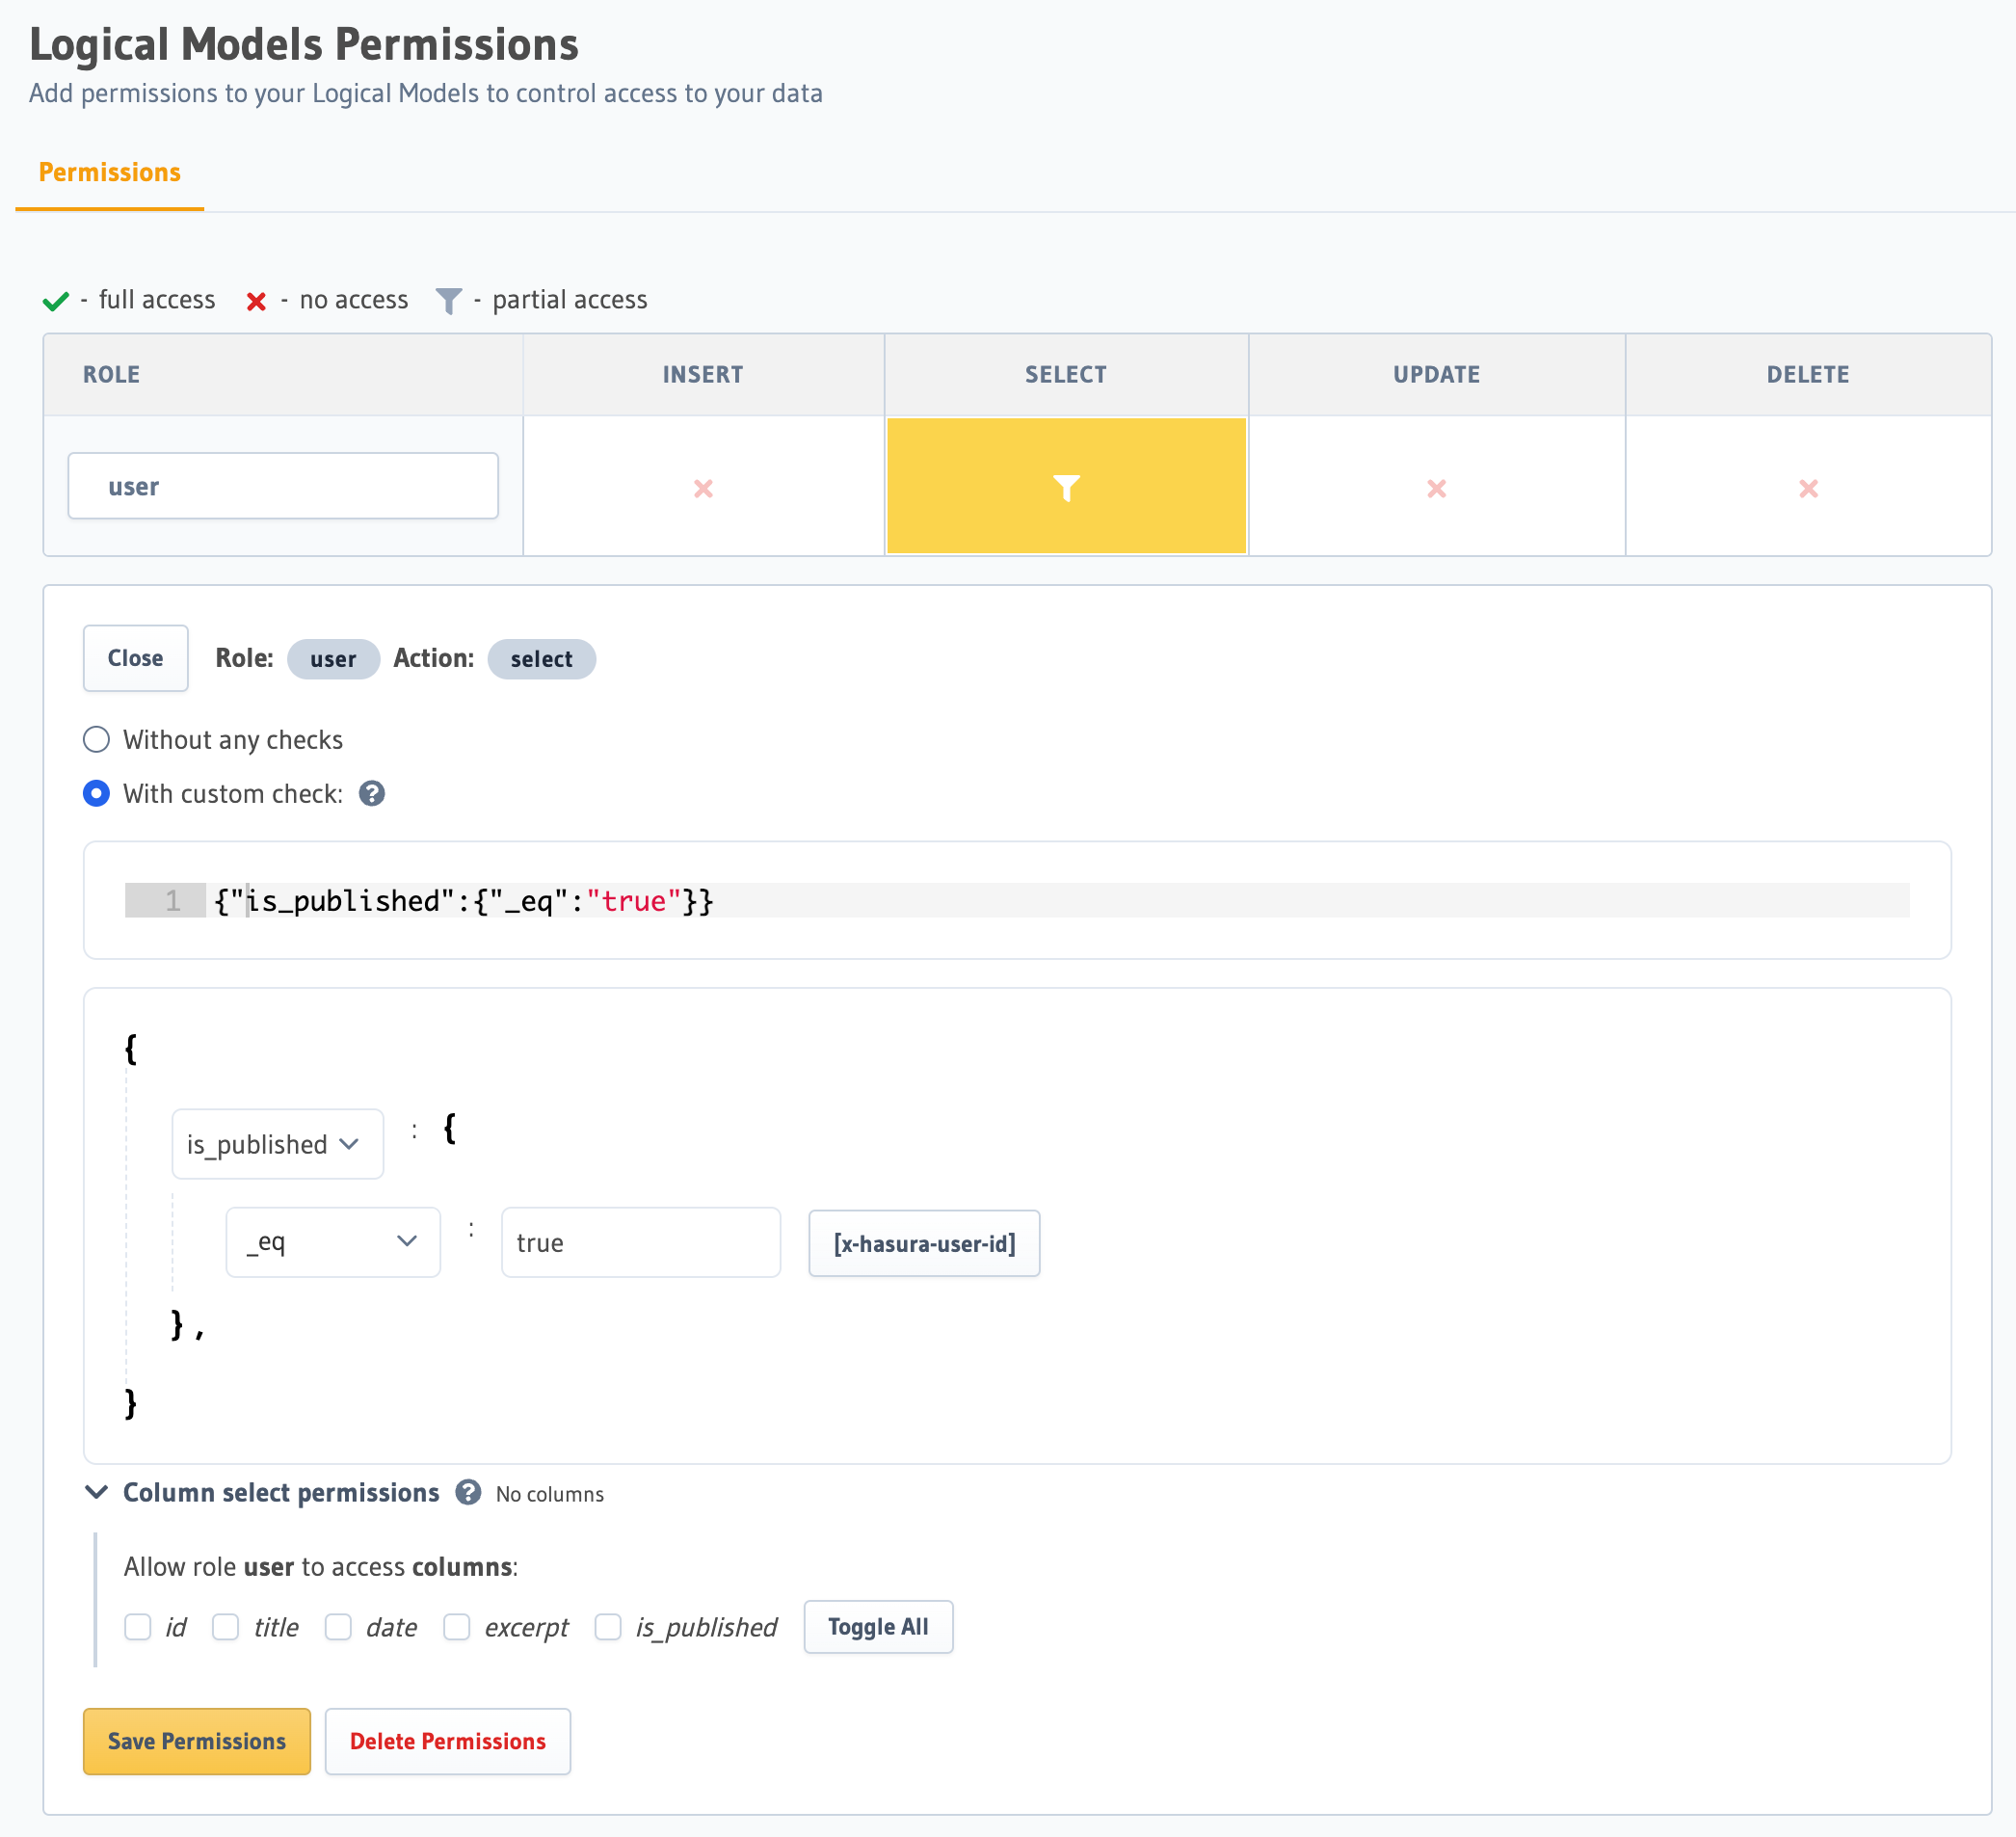 Logical Models Permissions
Add permissions to your Logical Models to control access to your data
Permissions
- full access - no access - partial access
ROLE INSERT SELECT UPDATE DELETE
user
Close Role: user Action: select
Without any checks
With custom check: ?
1 {"is_published":{"_eq":"true"}}
{
is_published : {
_eq : true [x-hasura-user-id]
} ,
}
Column select permissions ? No columns
Allow role user to access columns:
id title date excerpt is_published Toggle All
Save Permissions Delete Permissions